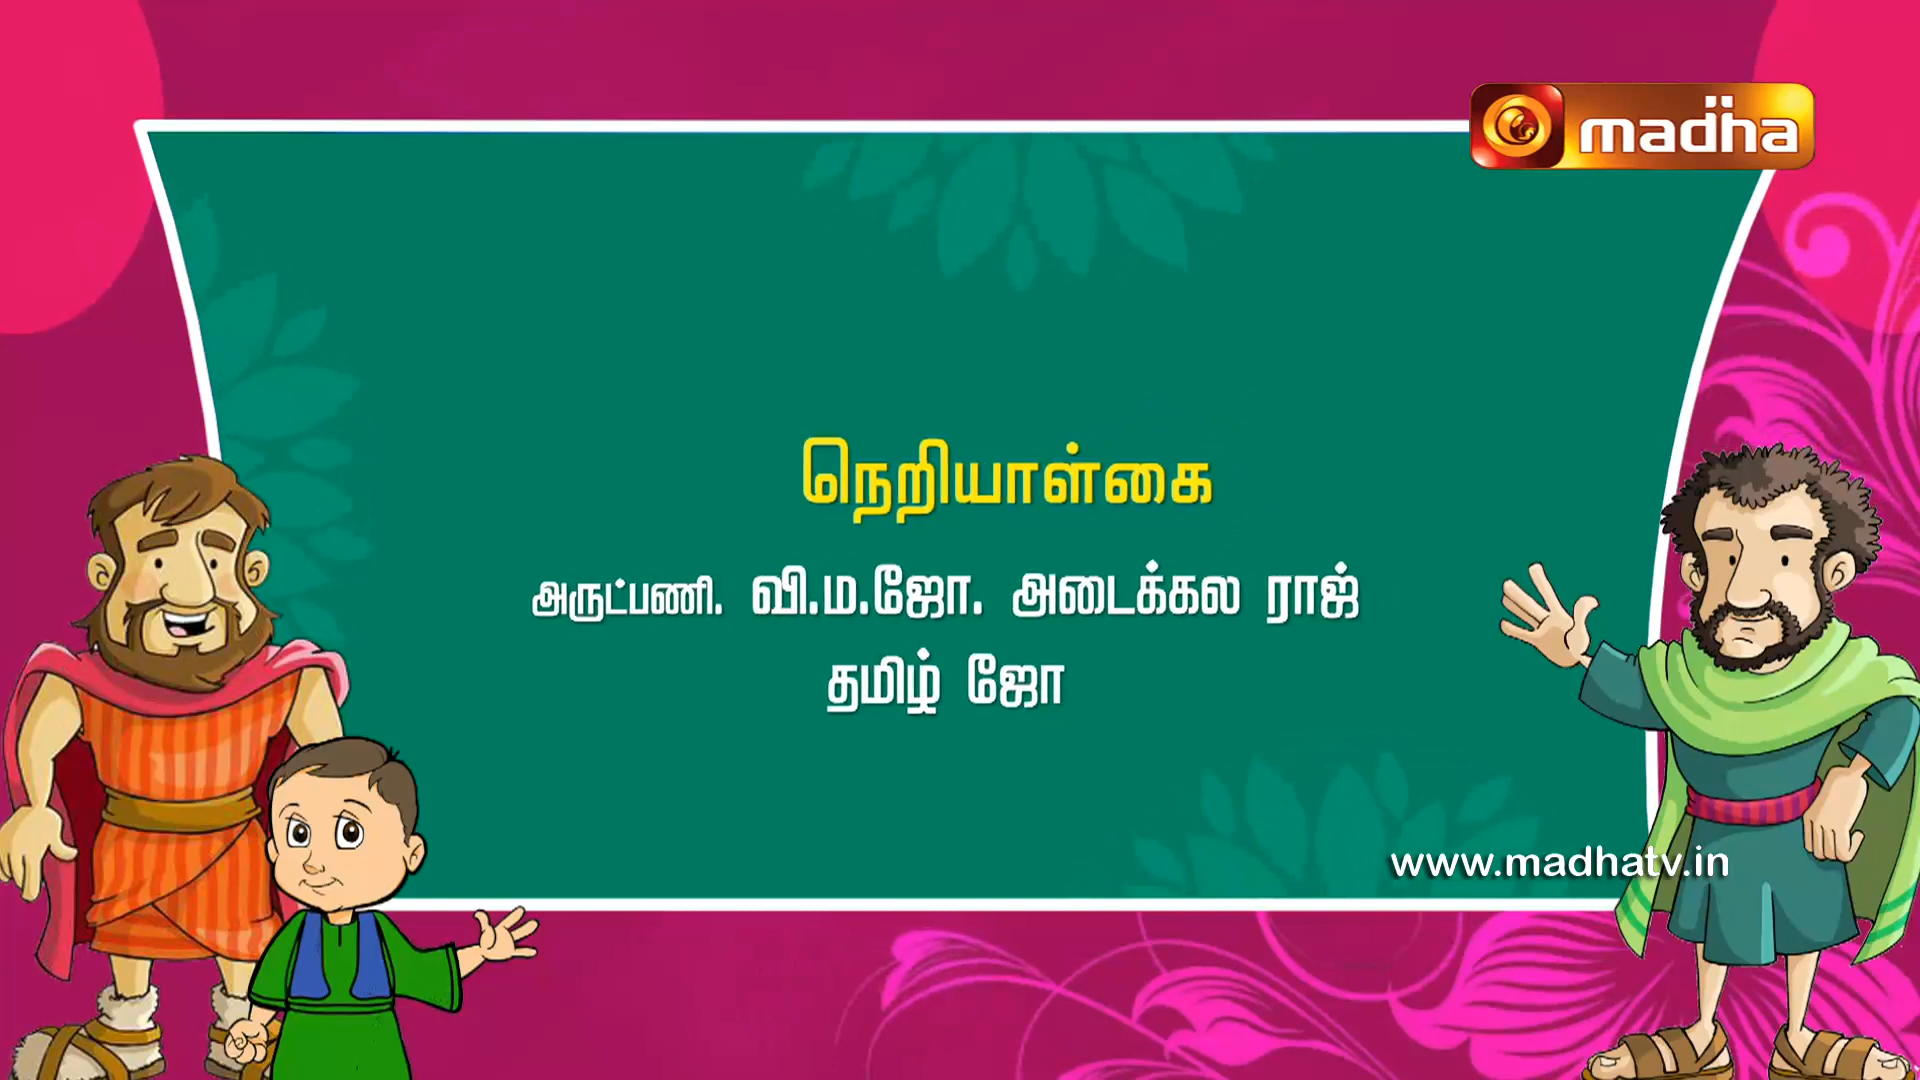 madha
நெறியாள்கை
அருட்பணி. வி.ம.ஜோ. அடைக்கல ராஜ்
தமிழ் ஜோ
www.madhatv.in